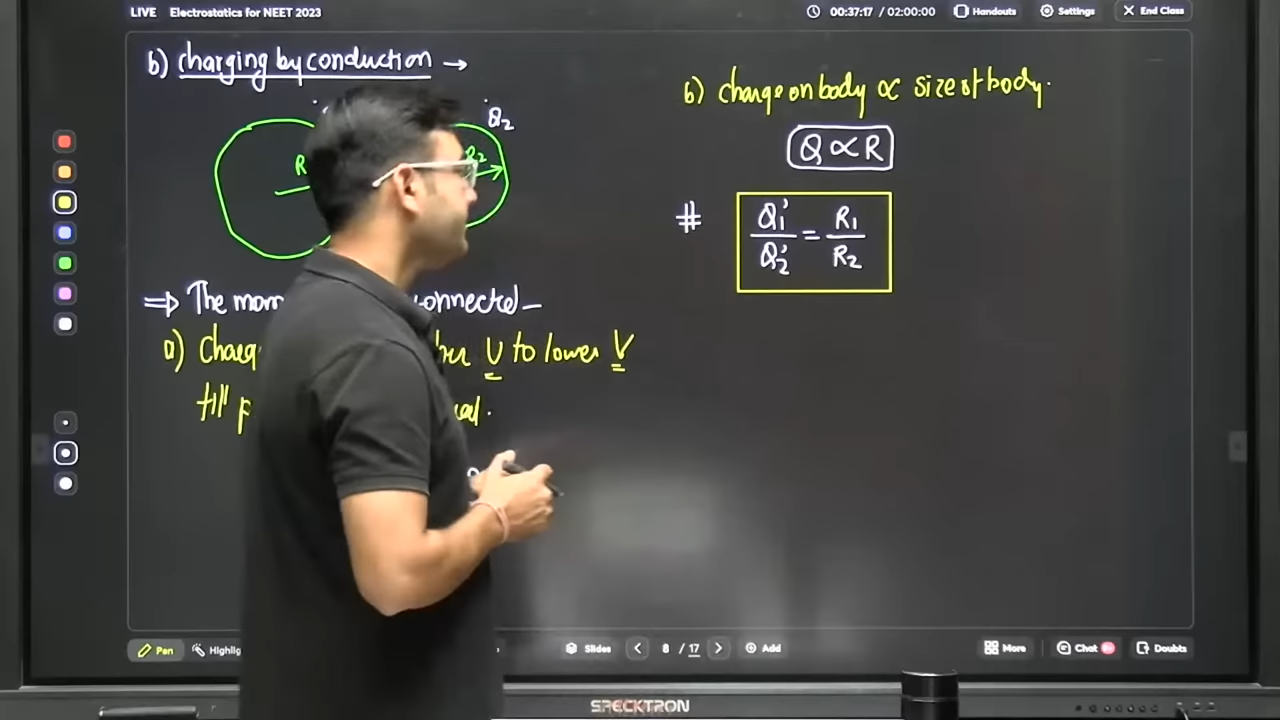 LIVE Electrostatics for NEET 2023
00:37:17 / 02:00:00 Handouts Settings End Class
b) charging by conduction →
Q2
R
R2
⇒ The connected –
a) V to lower V
till
b) charge on body ∝ size of body.
Q ∝ R
# Q1'/Q2' = R1/R2
Pen Slides 8 / 17 Add More Chat Doubts
SPECKTRON